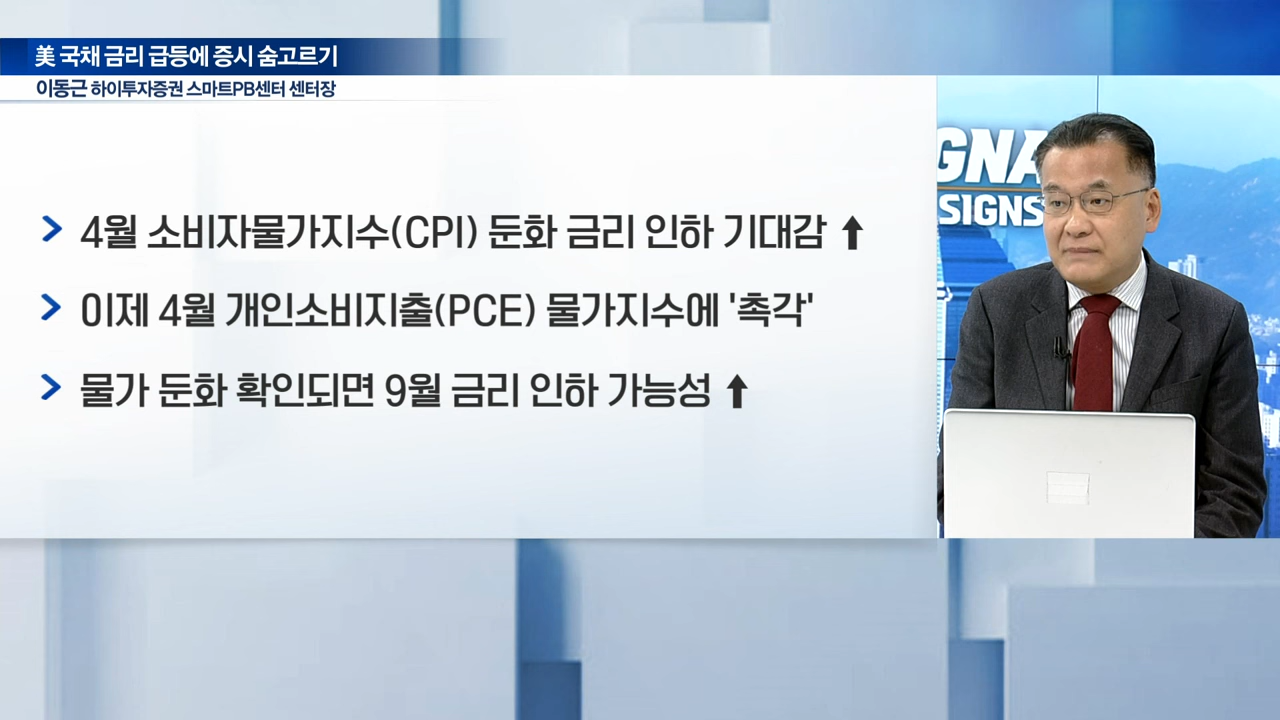 美 국채 금리 급등에 증시 숨고르기
이동근 하이투자증권 스마트PB센터 센터장
4월 소비자물가지수(CPI) 둔화 금리 인하 기대감 ↑
이제 4월 개인소비지출(PCE) 물가지수에 '촉각'
물가 둔화 확인되면 9월 금리 인하 가능성 ↑
GNA
SIGNS